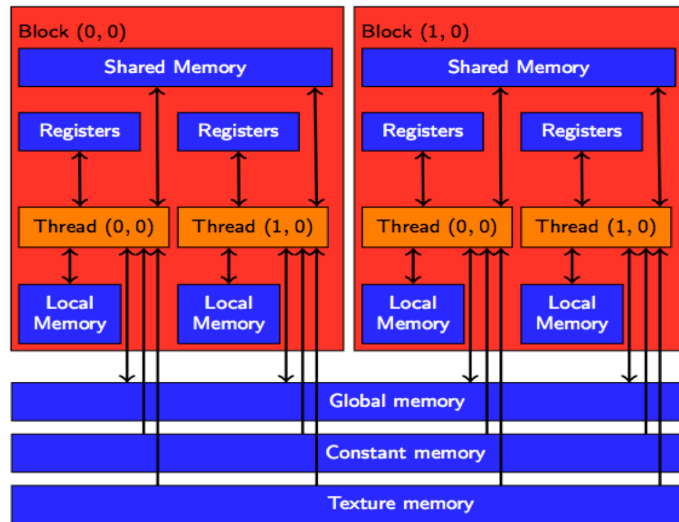 Block (0, 0)
Block (1, 0)
Shared Memory
Shared Memory
Registers
Registers
Registers
Registers
Thread (0, 0)
Thread (1, 0)
Thread (0, 0)
Thread (1, 0)
Local
Memory
Local
Memory
Local
Memory
Local
Memory
Global memory
Constant memory
Texture memory